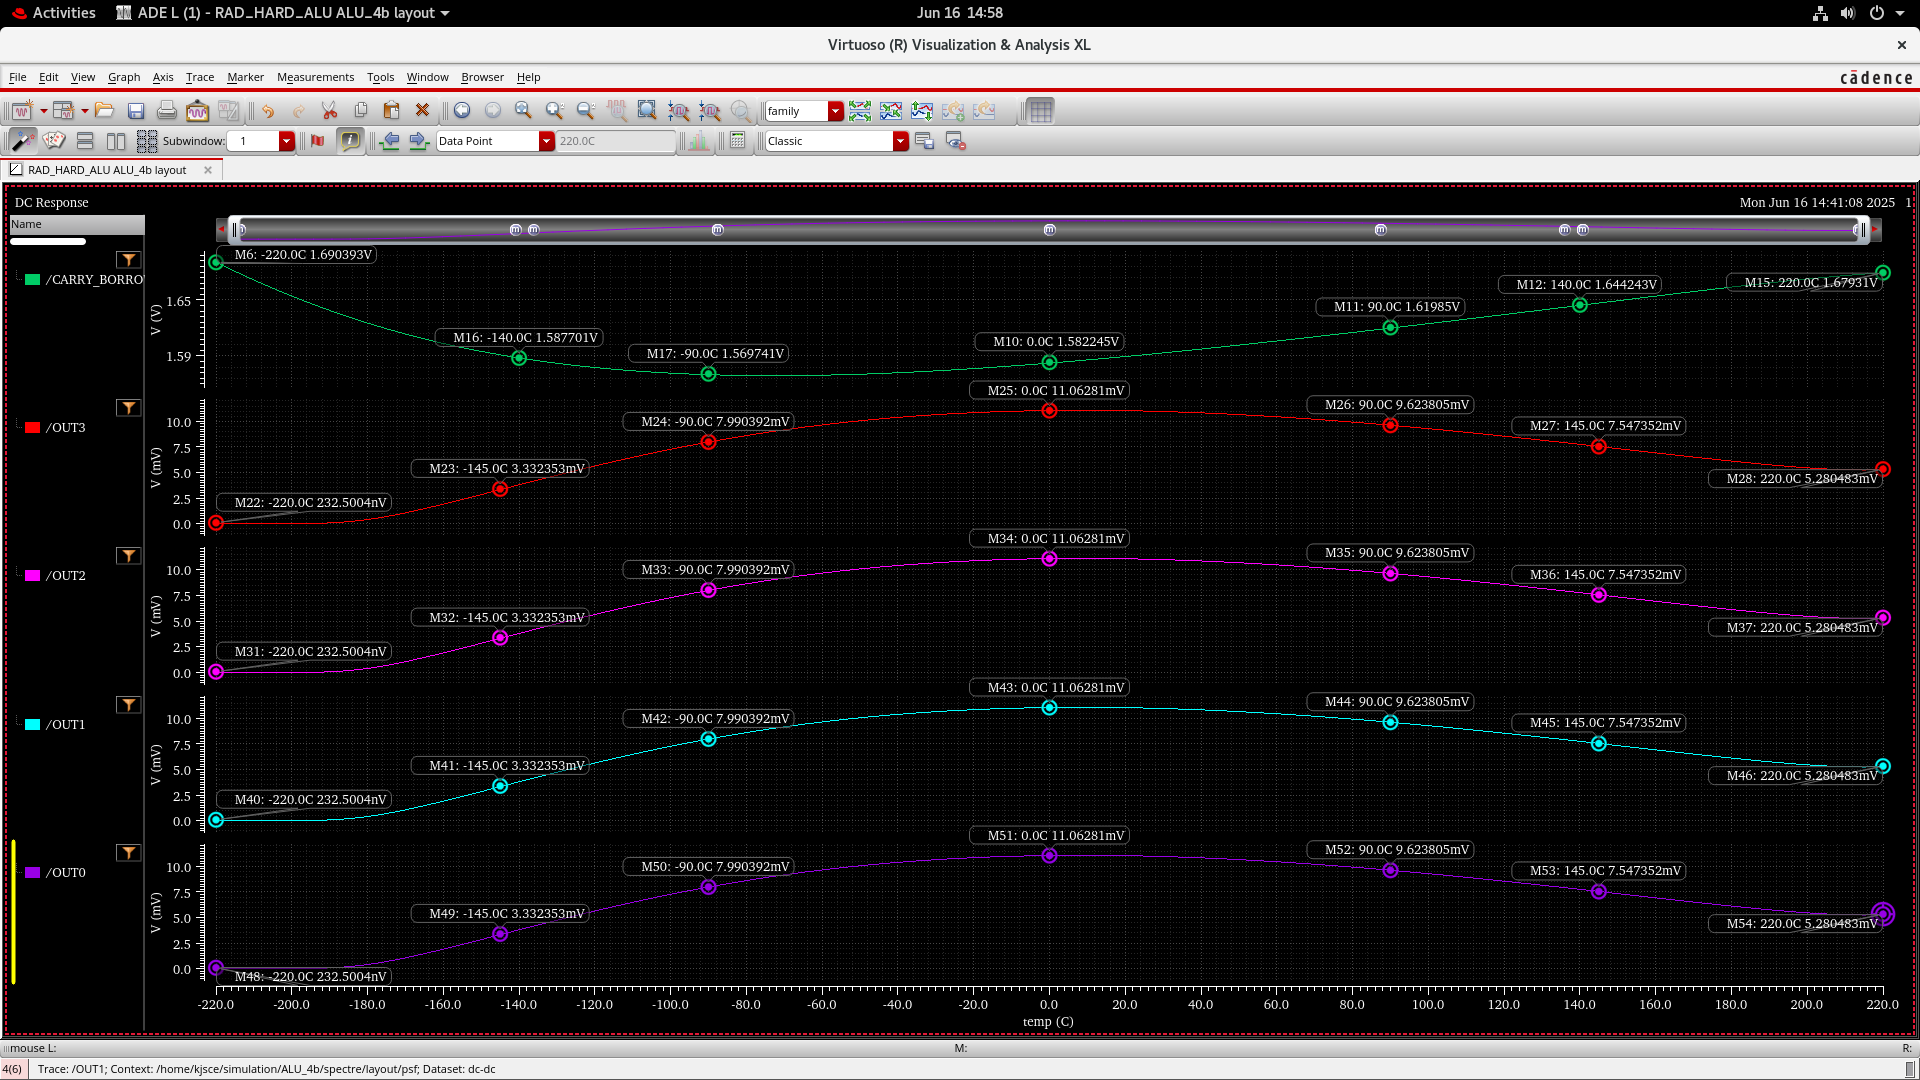 Activities
ADE L (1) - RAD_HARD_ALU ALU_4b layout
Jun 16 14:58
Virtuoso (R) Visualization & Analysis XL
File Edit View Graph Axis Trace Marker Measurements Tools Window Browser Help
cādence
family
Subwindow: 1
Data Point
220.0C
Classic
RAD_HARD_ALU ALU_4b layout
DC Response
Mon Jun 16 14:41:08 2025 1
Name
/CARRY_BORRO
V (V)
1.65
1.59
M6: -220.0C 1.690393V
M16: -140.0C 1.587701V
M17: -90.0C 1.569741V
M10: 0.0C 1.582245V
M11: 90.0C 1.61985V
M12: 140.0C 1.644243V
M15: 220.0C 1.67931V
/OUT3
V (mV)
10.0
7.5
5.0
2.5
0.0
M22: -220.0C 232.5004nV
M23: -145.0C 3.332353mV
M24: -90.0C 7.990392mV
M25: 0.0C 11.06281mV
M26: 90.0C 9.623805mV
M27: 145.0C 7.547352mV
M28: 220.0C 5.280483mV
/OUT2
V (mV)
10.0
7.5
5.0
2.5
0.0
M31: -220.0C 232.5004nV
M32: -145.0C 3.332353mV
M33: -90.0C 7.990392mV
M34: 0.0C 11.06281mV
M35: 90.0C 9.623805mV
M36: 145.0C 7.547352mV
M37: 220.0C 5.280483mV
/OUT1
V (mV)
10.0
7.5
5.0
2.5
0.0
M40: -220.0C 232.5004nV
M41: -145.0C 3.332353mV
M42: -90.0C 7.990392mV
M43: 0.0C 11.06281mV
M44: 90.0C 9.623805mV
M45: 145.0C 7.547352mV
M46: 220.0C 5.280483mV
/OUT0
V (mV)
10.0
7.5
5.0
2.5
0.0
M48: -220.0C 232.5004nV
M49: -145.0C 3.332353mV
M50: -90.0C 7.990392mV
M51: 0.0C 11.06281mV
M52: 90.0C 9.623805mV
M53: 145.0C 7.547352mV
M54: 220.0C 5.280483mV
-220.0 -200.0 -180.0 -160.0 -140.0 -120.0 -100.0 -80.0 -60.0 -40.0 -20.0 0.0 20.0 40.0 60.0 80.0 100.0 120.0 140.0 160.0 180.0 200.0 220.0
temp (C)
mouse L: M: R:
4(6) Trace: /OUT1; Context: /home/kjsce/simulation/ALU_4b/spectre/layout/psf; Dataset: dc-dc